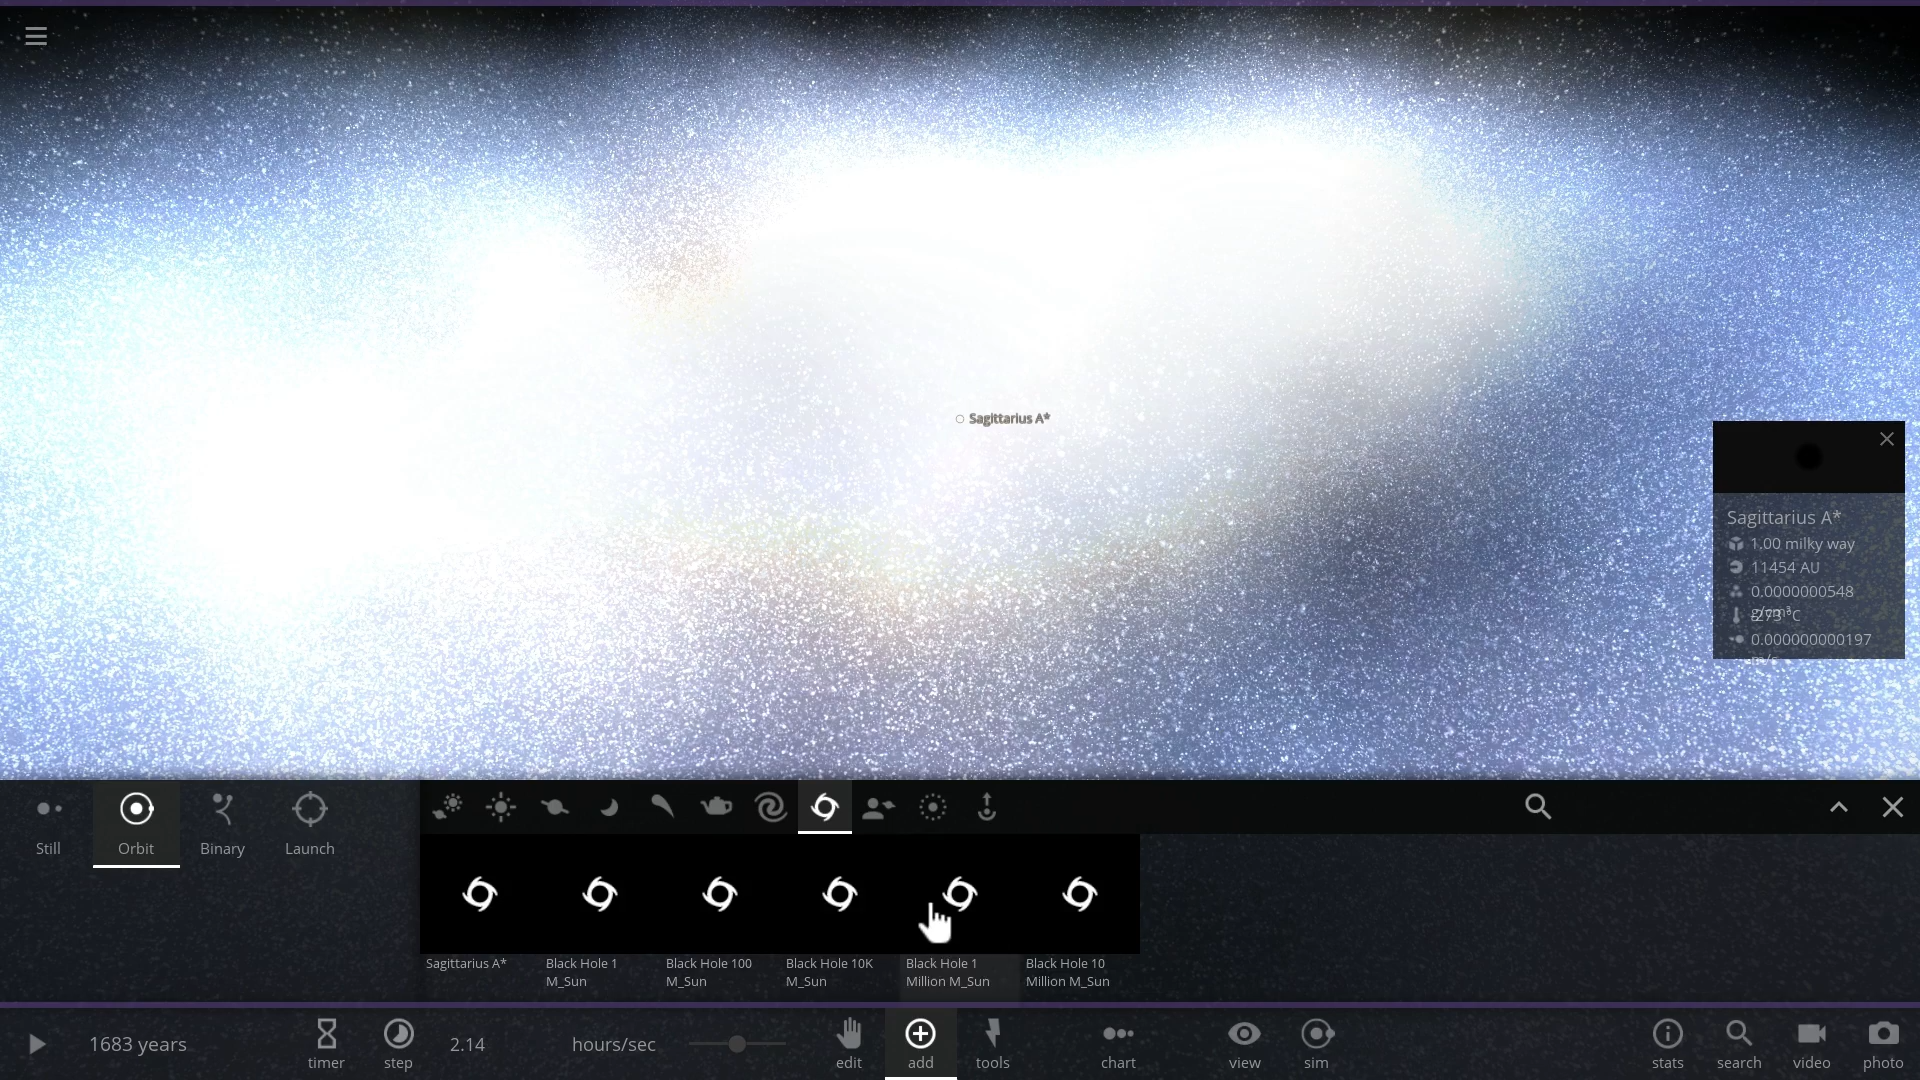 Sagittarius A*
Sagittarius A*
1.00 milky way
11454 AU
0.0000000548
g/cm³
-273 °C
0.000000000197
m/s
Still
Orbit
Binary
Launch
Sagittarius A*
Black Hole 1
M_Sun
Black Hole 100
M_Sun
Black Hole 10K
M_Sun
Black Hole 1
Million M_Sun
Black Hole 10
Million M_Sun
1683 years
timer
step
2.14
hours/sec
edit
add
tools
chart
view
sim
stats
search
video
photo